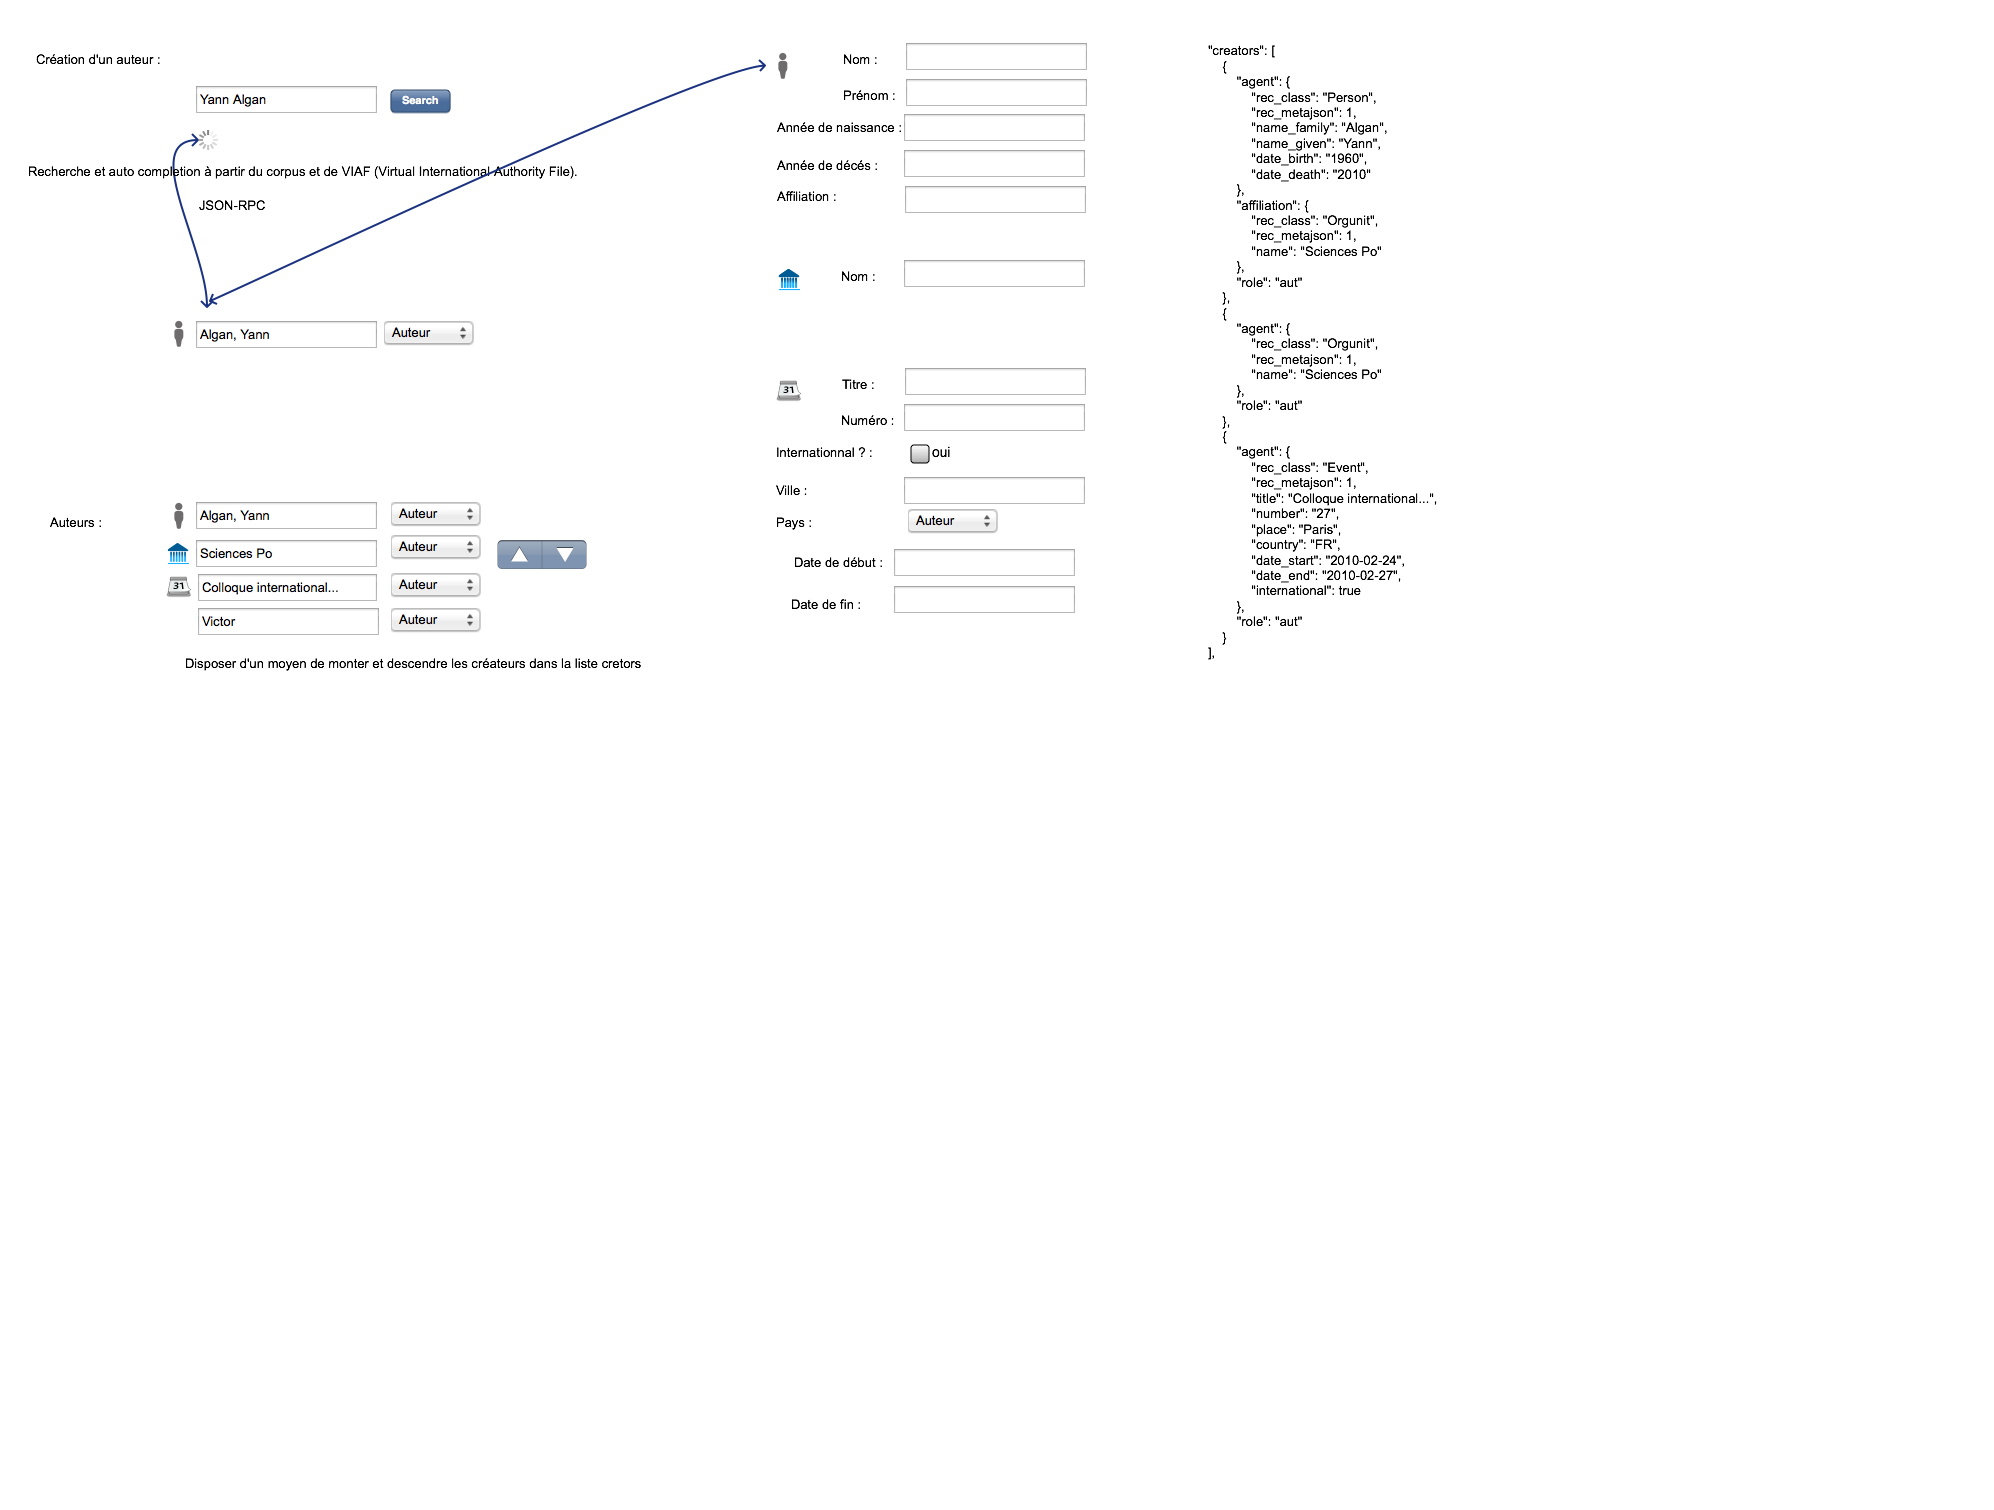 Création d'un auteur :
Yann Algan
Search
Recherche et auto completion à partir du corpus et de VIAF (Virtual International Authority File).
JSON-RPC
Algan, Yann
Auteur
Auteurs :
Algan, Yann
Auteur
Sciences Po
Auteur
31
Colloque international...
Auteur
Victor
Auteur
Disposer d'un moyen de monter et descendre les créateurs dans la liste cretors
Nom :
Prénom :
Année de naissance :
Année de décés :
Affiliation :
Nom :
31
Titre :
Numéro :
Internationnal ? :
oui
Ville :
Pays :
Auteur
Date de début :
Date de fin :
"creators": [
{
"agent": {
"rec_class": "Person",
"rec_metajson": 1,
"name_family": "Algan",
"name_given": "Yann",
"date_birth": "1960",
"date_death": "2010"
},
"affiliation": {
"rec_class": "Orgunit",
"rec_metajson": 1,
"name": "Sciences Po"
},
"role": "aut"
},
{
"agent": {
"rec_class": "Orgunit",
"rec_metajson": 1,
"name": "Sciences Po"
},
"role": "aut"
},
{
"agent": {
"rec_class": "Event",
"rec_metajson": 1,
"title": "Colloque international...",
"number": "27",
"place": "Paris",
"country": "FR",
"date_start": "2010-02-24",
"date_end": "2010-02-27",
"international": true
},
"role": "aut"
}
],